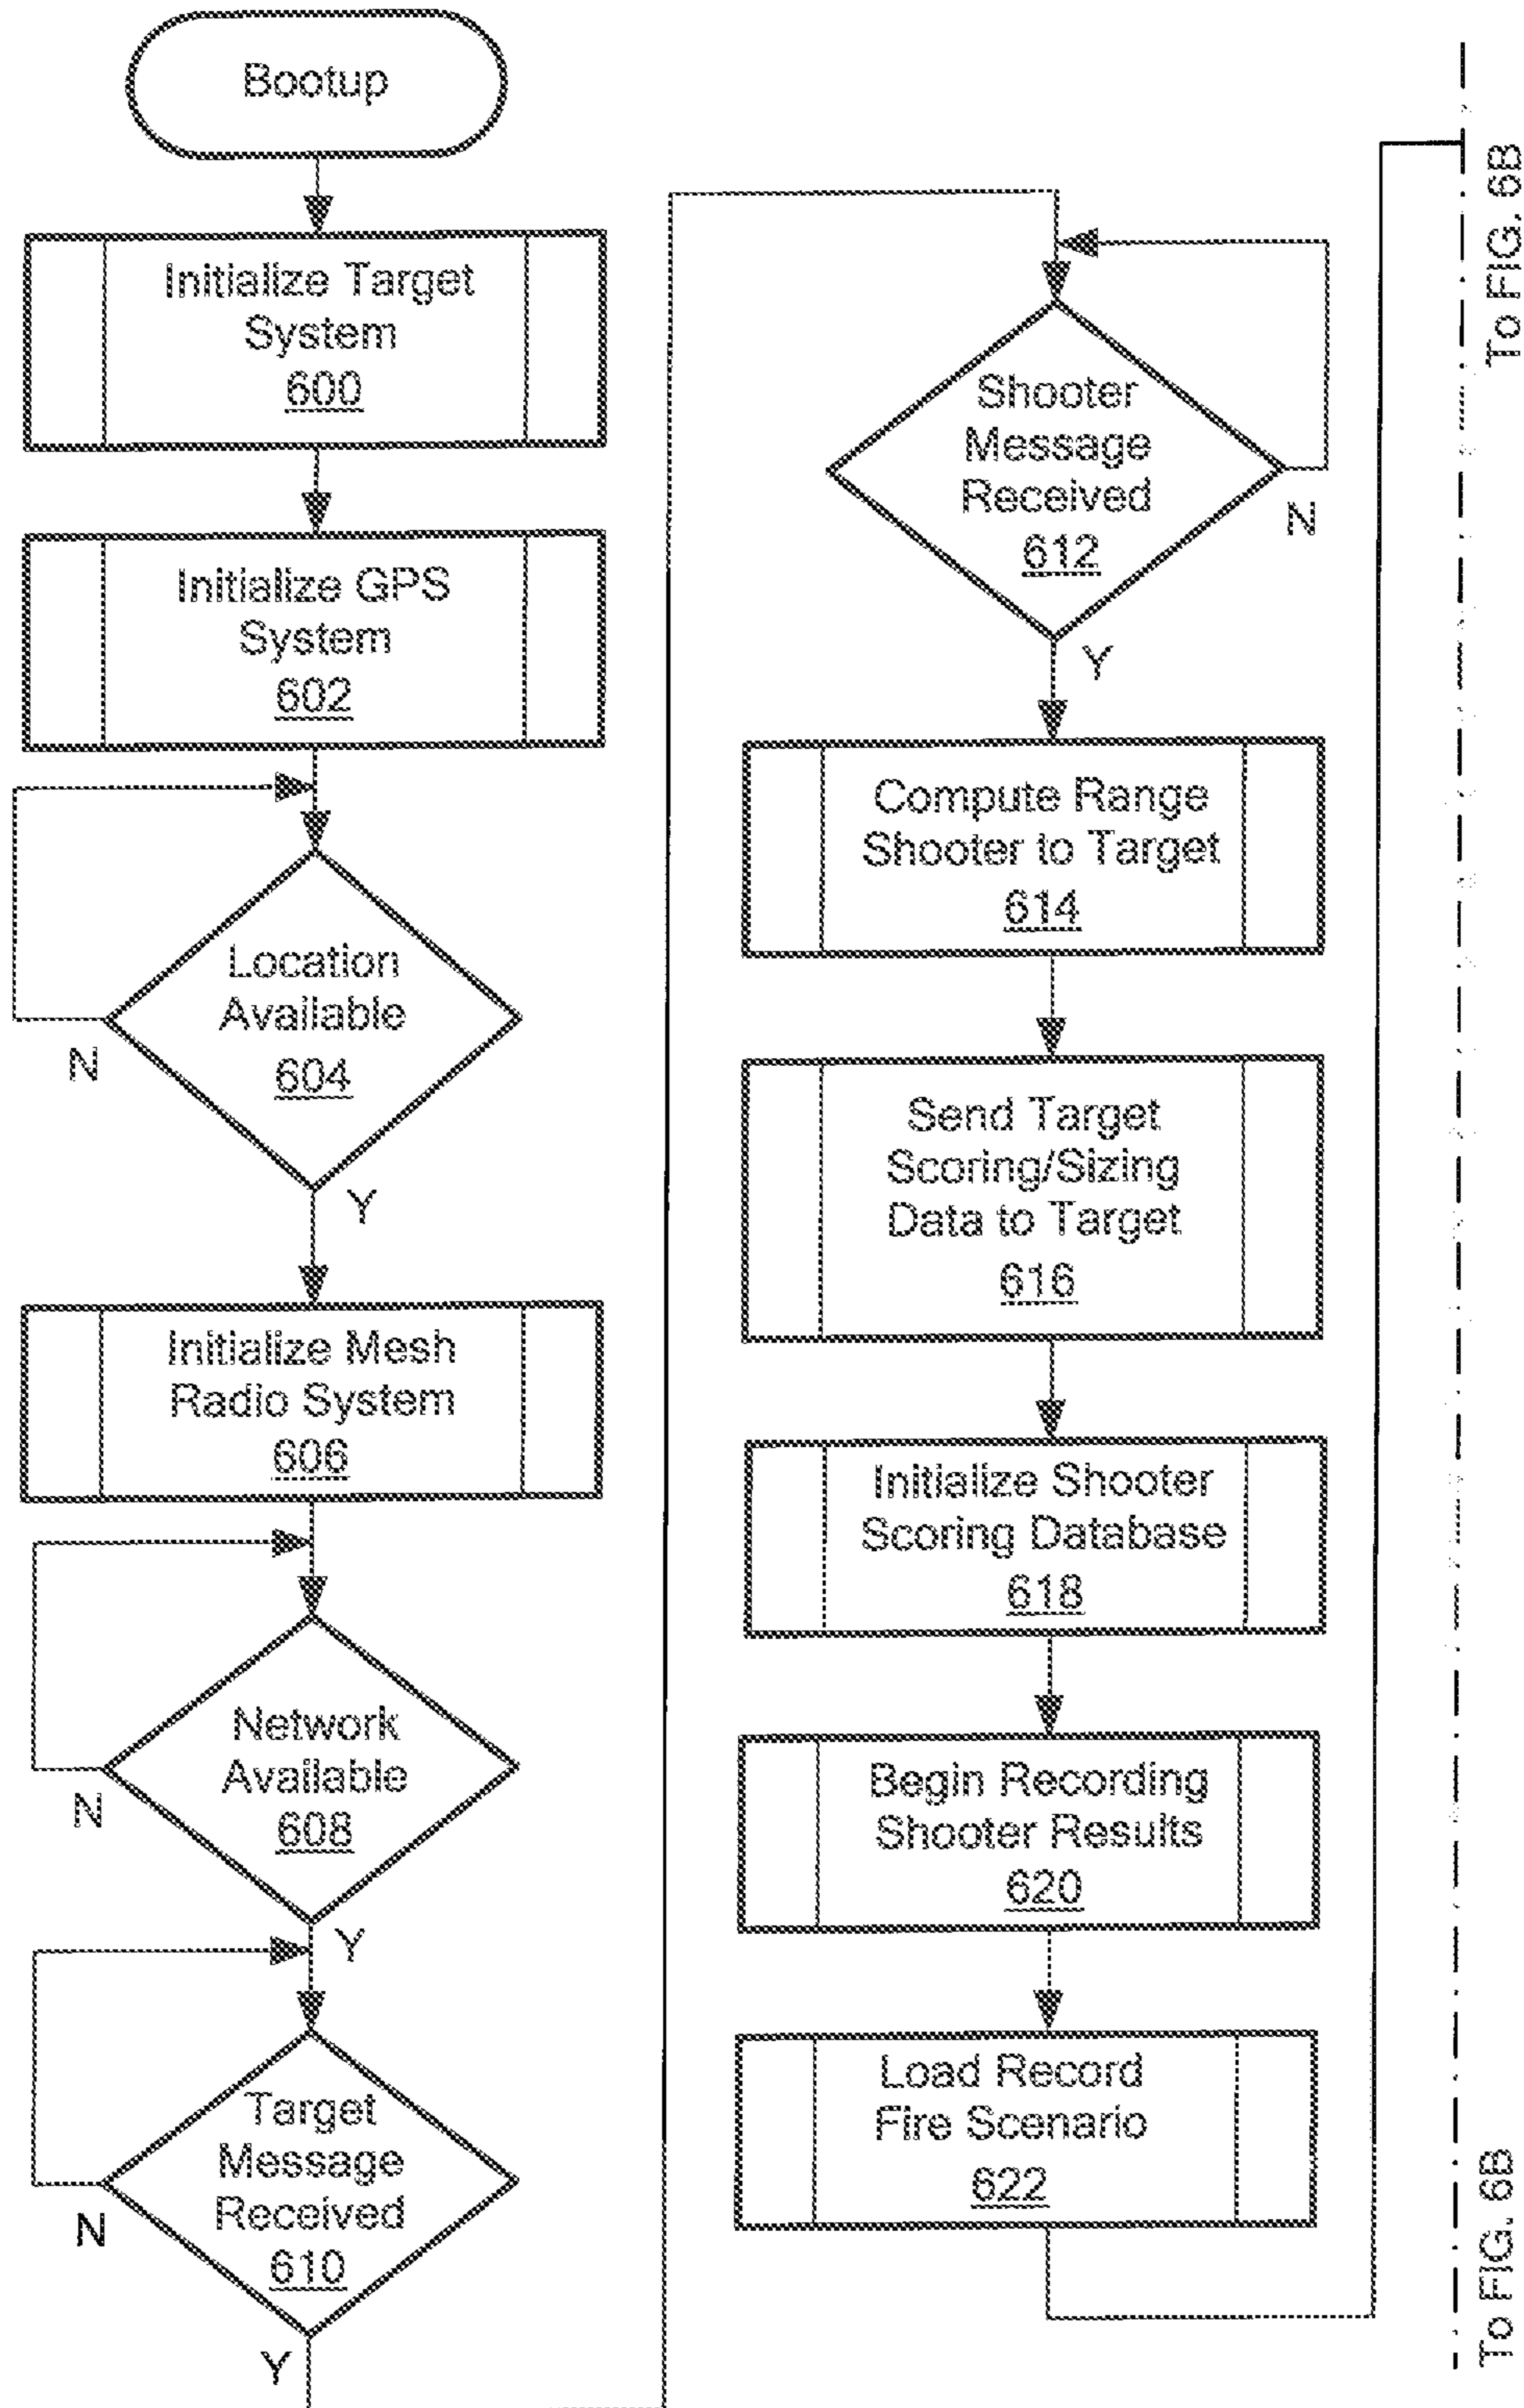 Bootup
Initialize Target
System
600
Initialize GPS
System
602
Location
Available
604
N
Y
Initialize Mesh
Radio System
606
Network
Available
608
N
Y
Target
Message
Received
610
N
Y
Shooter
Message
Received
612
N
Y
Compute Range
Shooter to Target
614
Send Target
Scoring/Sizing
Data to Target
616
Initialize Shooter
Scoring Database
618
Begin Recording
Shooter Results
620
Load Record
Fire Scenario
622
To FIG. 6B
To FIG. 6B